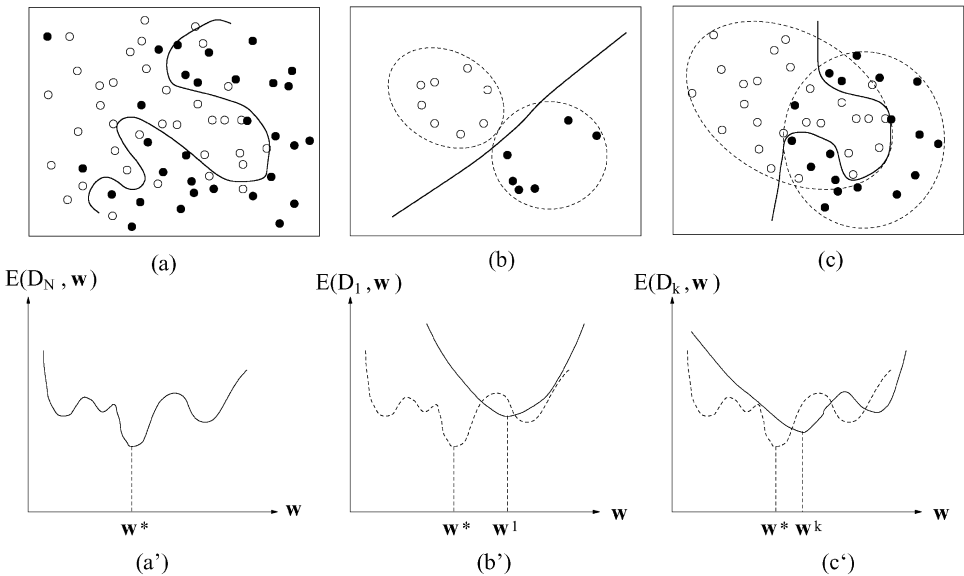 (a)
(b)
(c)
E(D_N , w)
E(D_1 , w)
E(D_k , w)
w* w
w* w^1 w
w* w^k w
(a')
(b')
(c‘)